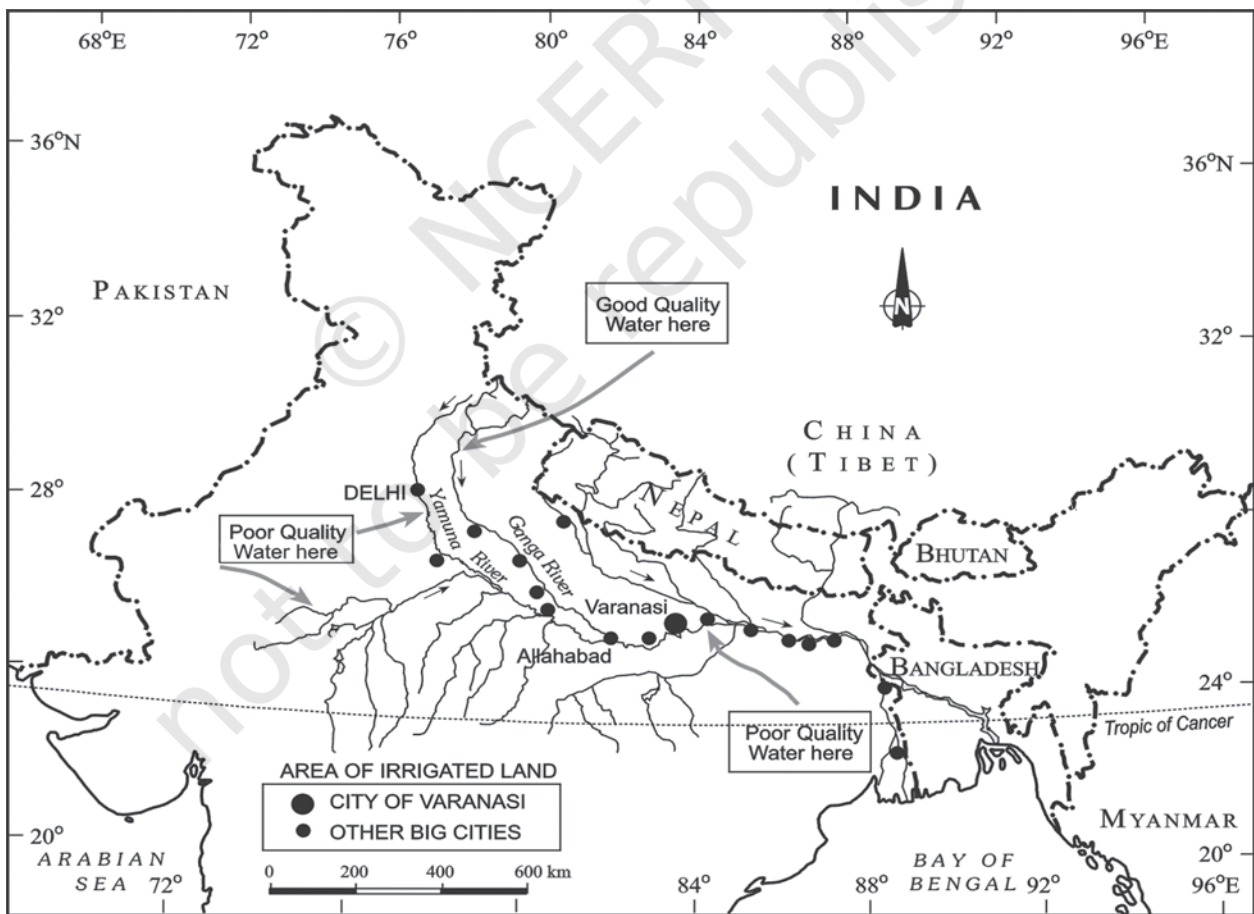 68°E 72° 76° 80° 84° 88° 92° 96°E
36°N 36°N
© NCERT
not to be republis
INDIA
N
PAKISTAN
Good Quality
Water here
32° 32°
CHINA
(TIBET)
28° 28°
DELHI
Yamuna
River
Ganga River
NEPAL
BHUTAN
Poor Quality
Water here
Varanasi
Allahabad
BANGLADESH
24°
Tropic of Cancer
Poor Quality
Water here
AREA OF IRRIGATED LAND
CITY OF VARANASI
OTHER BIG CITIES
0 200 400 600 km
MYANMAR
20° 20°
ARABIAN
SEA
BAY OF
BENGAL
72° 84° 88° 92° 96°E